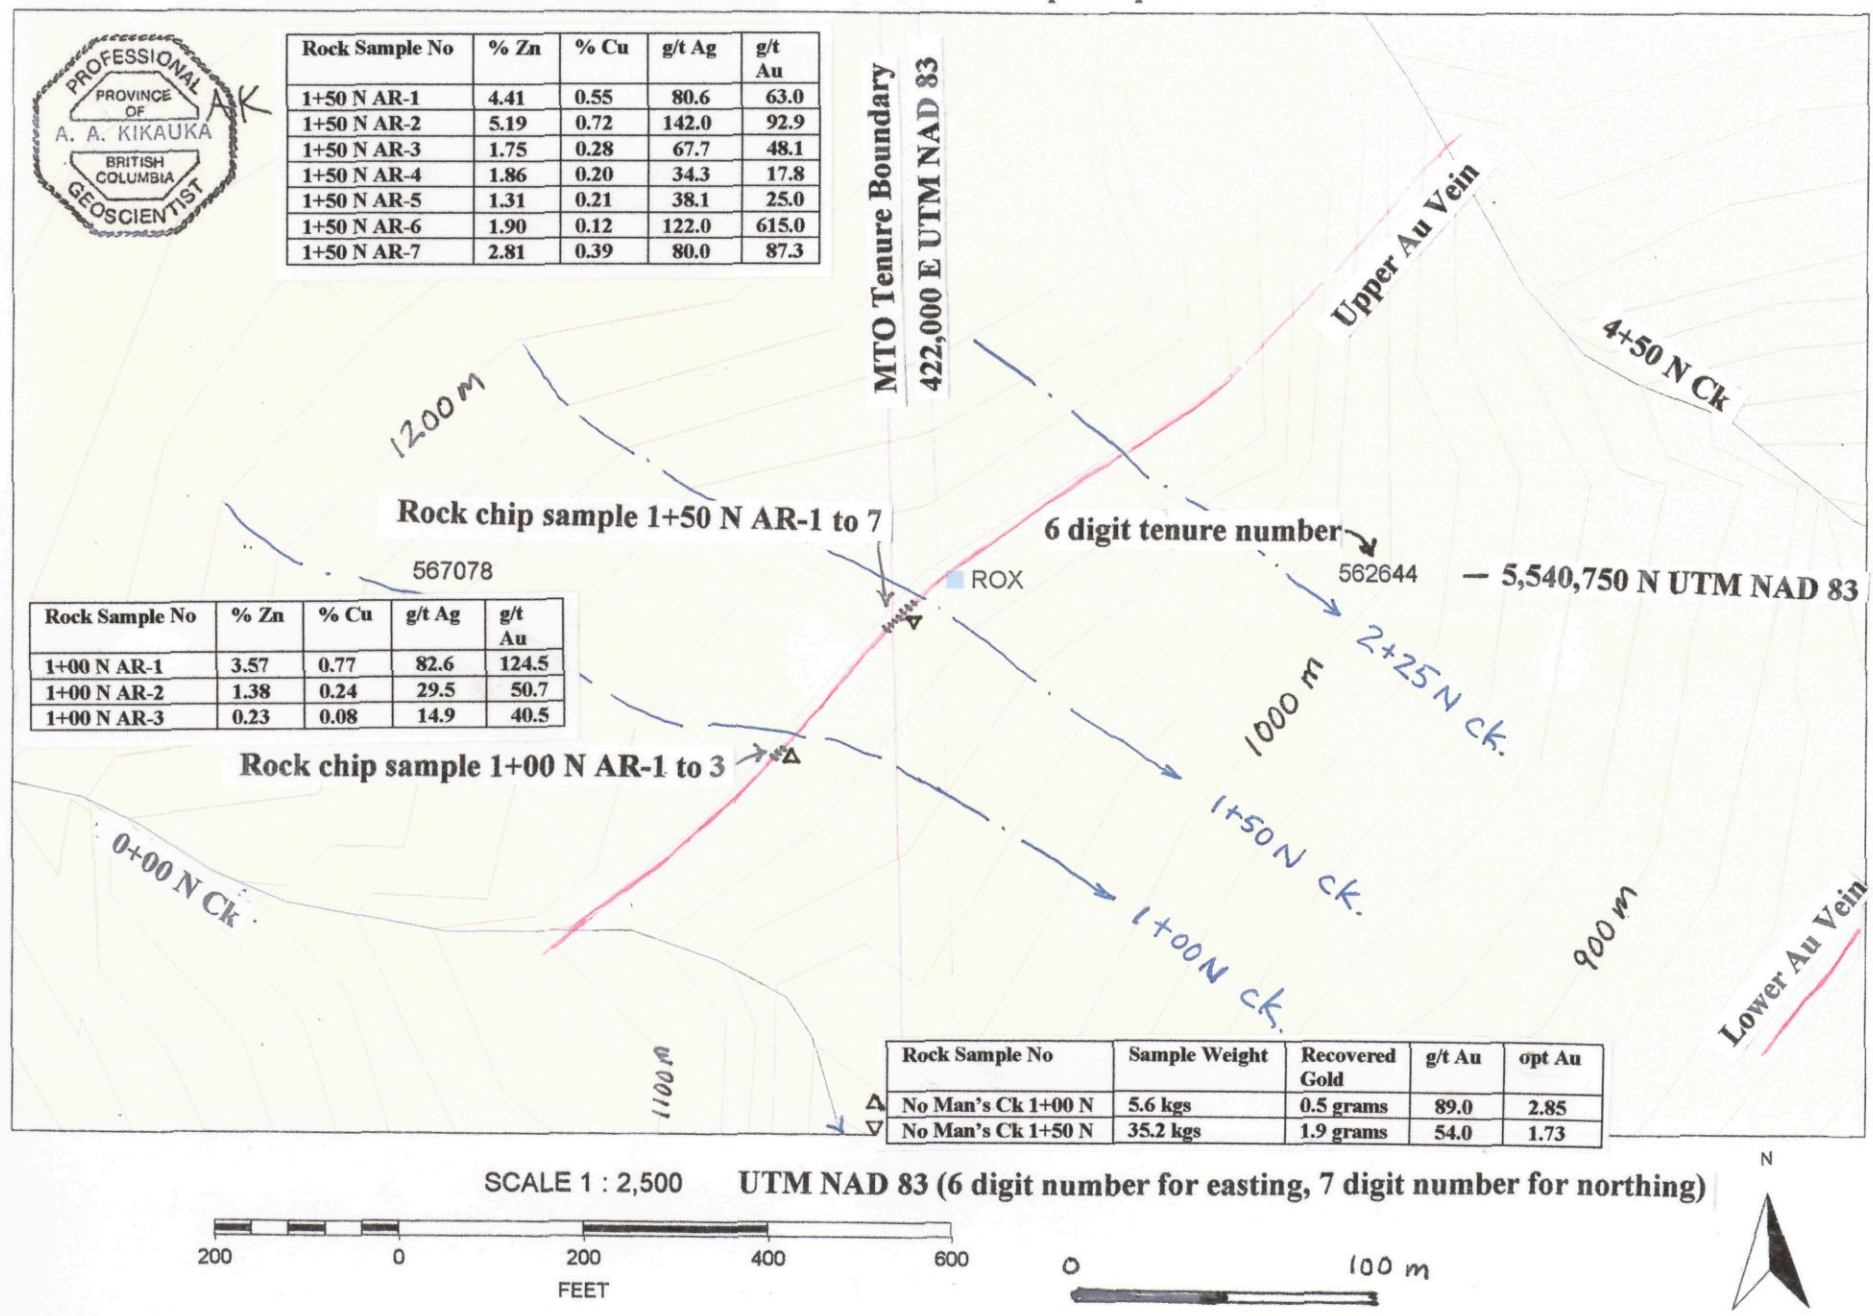 PROFESSIONAL
PROVINCE
OF
A. A. KIKAUKA
BRITISH
COLUMBIA
GEOSCIENTIST
AK
Rock Sample No % Zn % Cu g/t Ag g/t Au
1+50 N AR-1 4.41 0.55 80.6 63.0
1+50 N AR-2 5.19 0.72 142.0 92.9
1+50 N AR-3 1.75 0.28 67.7 48.1
1+50 N AR-4 1.86 0.20 34.3 17.8
1+50 N AR-5 1.31 0.21 38.1 25.0
1+50 N AR-6 1.90 0.12 122.0 615.0
1+50 N AR-7 2.81 0.39 80.0 87.3
MTO Tenure Boundary
422,000 E UTM NAD 83
Upper Au Vein
4+50 N Ck
1200 m
Rock chip sample 1+50 N AR-1 to 7
6 digit tenure number
567078
ROX
562644
— 5,540,750 N UTM NAD 83
Rock Sample No % Zn % Cu g/t Ag g/t Au
1+00 N AR-1 3.57 0.77 82.6 124.5
1+00 N AR-2 1.38 0.24 29.5 50.7
1+00 N AR-3 0.23 0.08 14.9 40.5
2+25 N ck.
1000 m
Rock chip sample 1+00 N AR-1 to 3
1+50 N ck.
0+00 N Ck
1+00 N ck.
900 m
Lower Au Vein
1100 m
Rock Sample No Sample Weight Recovered Gold g/t Au opt Au
No Man's Ck 1+00 N 5.6 kgs 0.5 grams 89.0 2.85
No Man's Ck 1+50 N 35.2 kgs 1.9 grams 54.0 1.73
SCALE 1 : 2,500
UTM NAD 83 (6 digit number for easting, 7 digit number for northing)
N
200 0 200 400 600
FEET
0 100 m